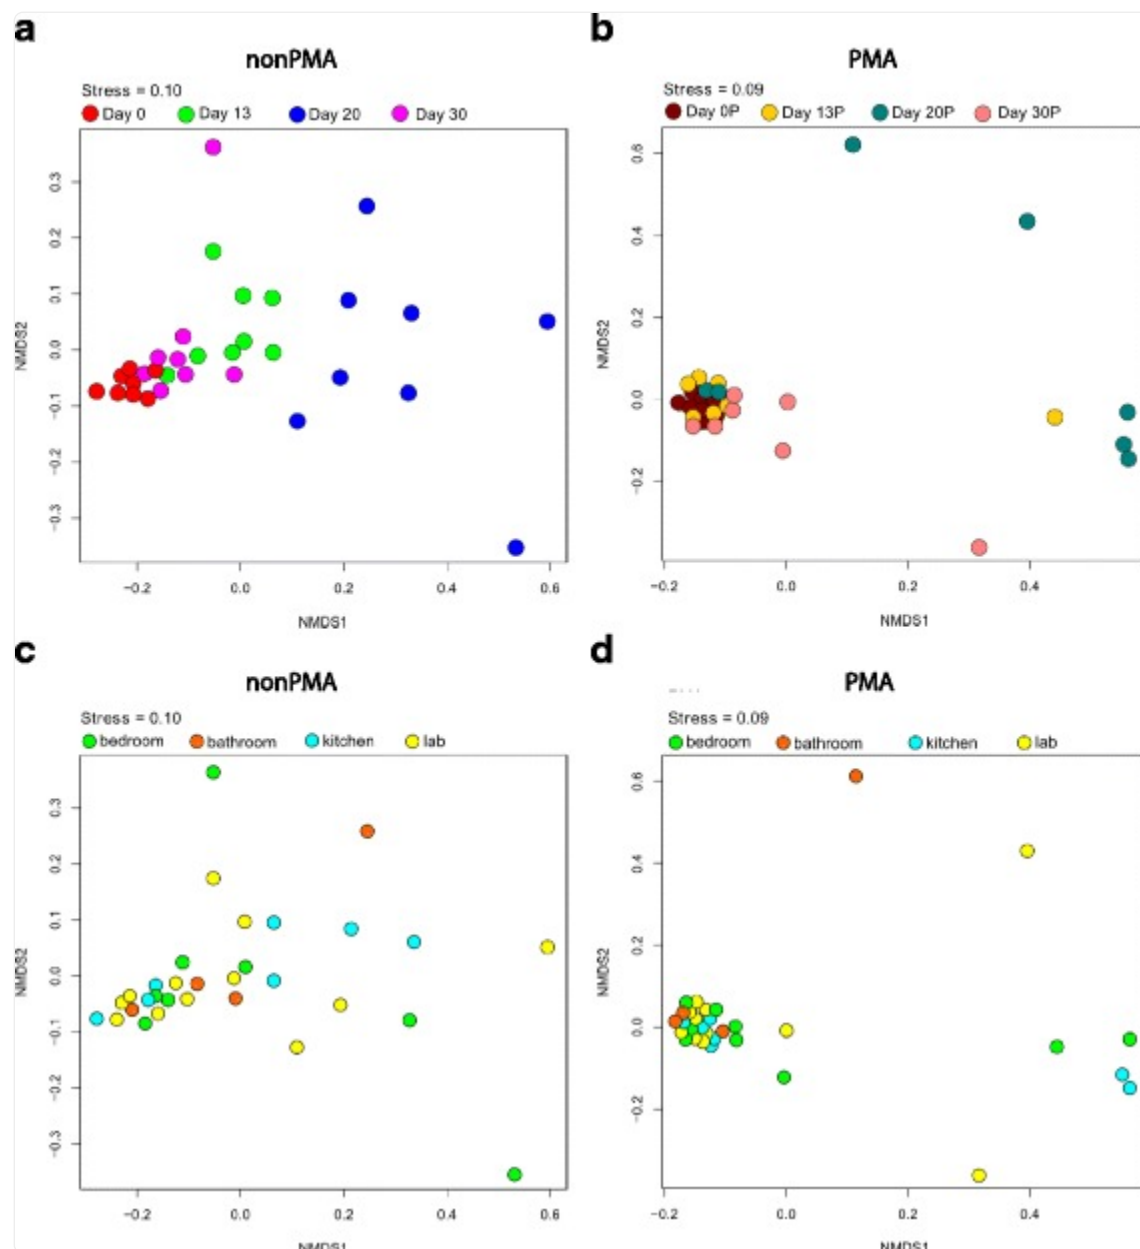 a
nonPMA
Stress = 0.10
Day 0 Day 13 Day 20 Day 30
0.3
0.2
0.1
0.0
−0.1
−0.2
−0.3
NMDS2
−0.2 0.0 0.2 0.4 0.6
NMDS1
b
PMA
Stress = 0.09
Day 0P Day 13P Day 20P Day 30P
0.6
0.4
0.2
0.0
−0.2
NMDS2
−0.2 0.0 0.2 0.4
NMDS1
c
nonPMA
Stress = 0.10
bedroom bathroom kitchen lab
0.3
0.2
0.1
0.0
−0.1
−0.2
−0.3
NMDS2
−0.2 0.0 0.2 0.4 0.6
NMDS1
d
PMA
Stress = 0.09
bedroom bathroom kitchen lab
0.6
0.4
0.2
0.0
−0.2
NMDS2
−0.2 0.0 0.2 0.4
NMDS1